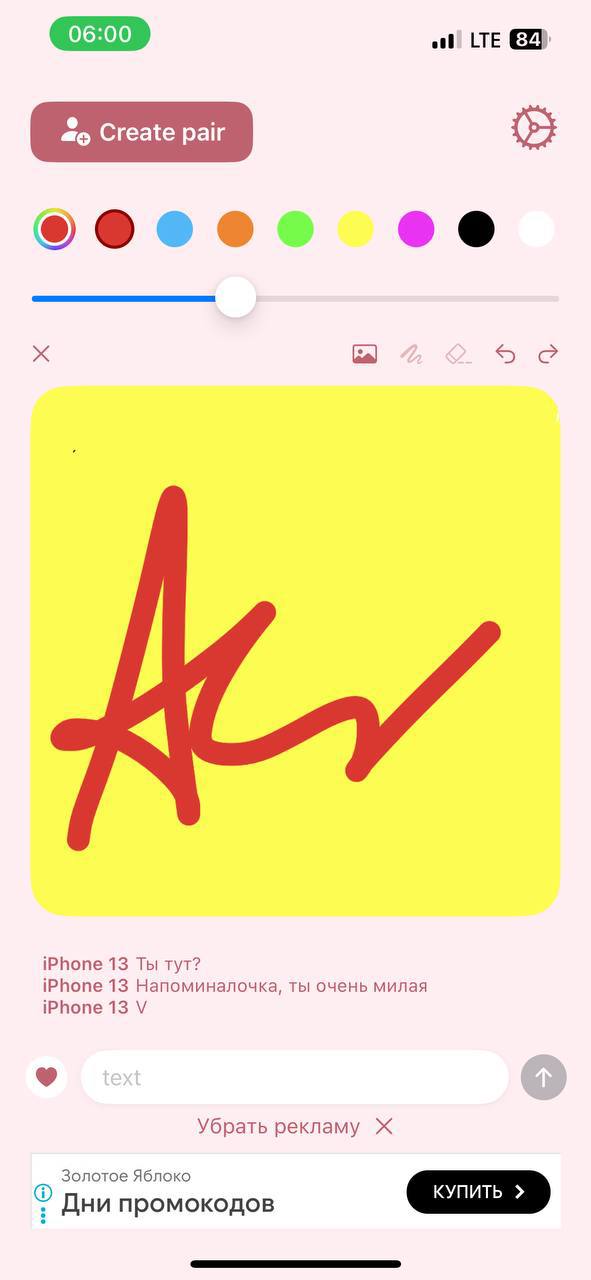 06:00 LTE 84
Create pair
iPhone 13 Ты тут?
iPhone 13 Напоминалочка, ты очень милая
iPhone 13 V
text
Убрать рекламу
Золотое Яблоко
Дни промокодов
КУПИТЬ